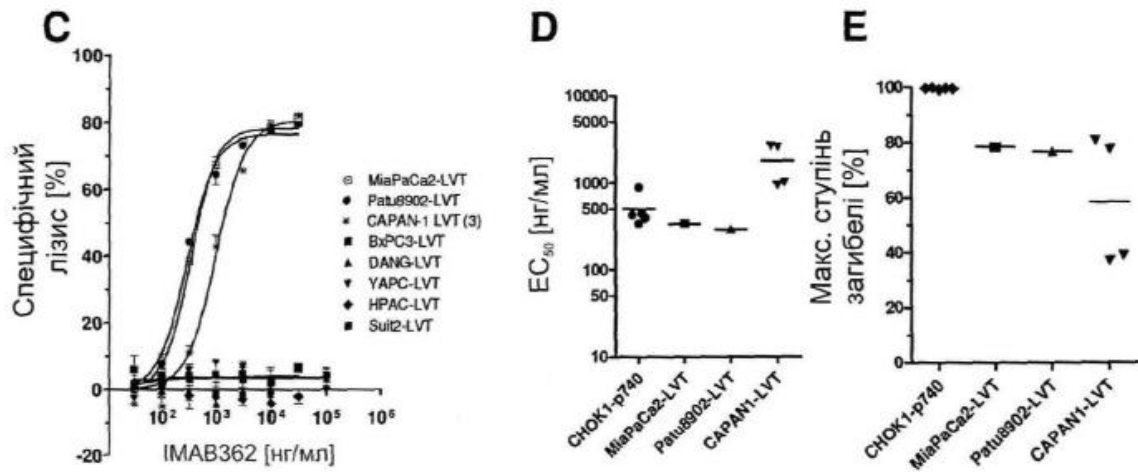 C
100
80
60
40
20
0
-20
Специфічний
лізис [%]
10² 10³ 10⁴ 10⁵ 10⁶
IMAB362 [нг/мл]
MiaPaCa2-LVT
Patu8902-LVT
CAPAN-1 LVT (3)
BxPC3-LVT
DANG-LVT
YAPC-LVT
HPAC-LVT
Suit2-LVT
D
10000
5000
1000
500
100
50
10
EC₅₀ [нг/мл]
CHOK1-p740
MiaPaCa2-LVT
Patu8902-LVT
CAPAN1-LVT
E
100
80
60
40
20
0
Макс. ступінь
загибелі [%]
CHOK1-p740
MiaPaCa2-LVT
Patu8902-LVT
CAPAN1-LVT